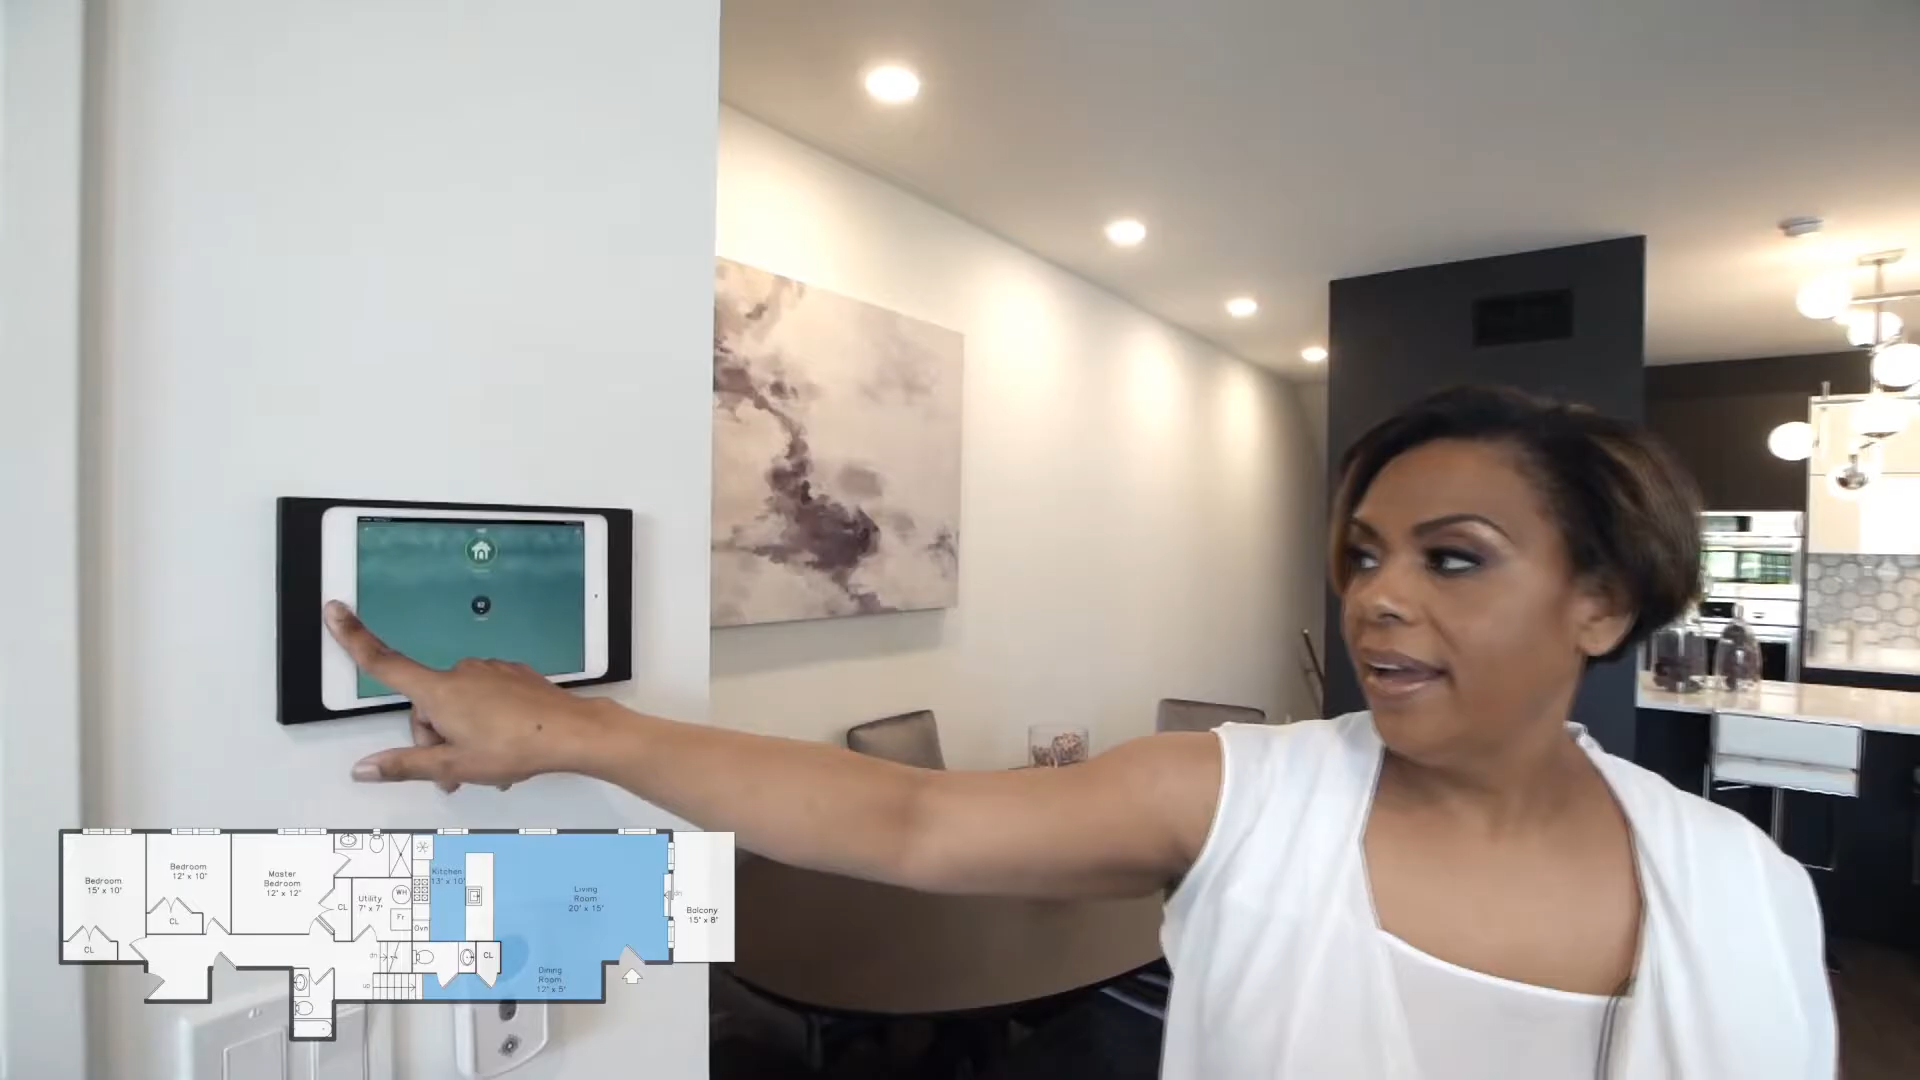 Bedroom
15' x 10'
CL
Bedroom
12' x 10'
CL
Master
Bedroom
12' x 12'
CL
Utility
7' x 7'
WH
Fr
Ovn
Kitchen
13' x 10'
dn
up
CL
Living
Room
20' x 15'
Dining
Room
12' x 5'
dn
Balcony
15' x 8'